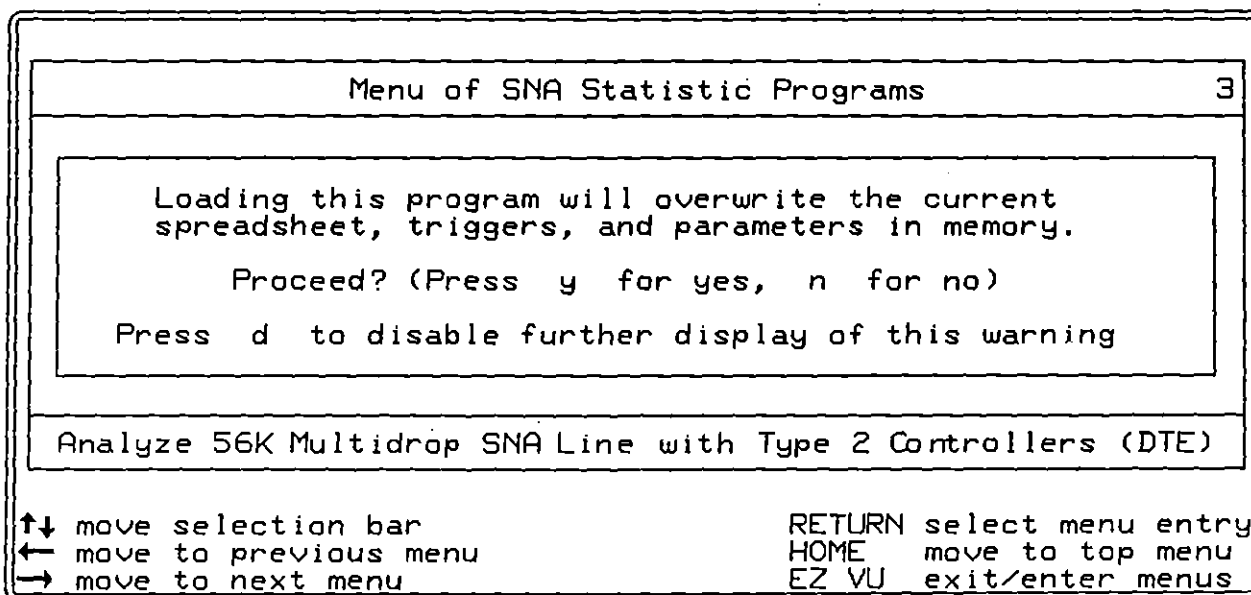 Menu of SNA Statistic Programs 3
Loading this program will overwrite the current
spreadsheet, triggers, and parameters in memory.
Proceed? (Press y for yes, n for no)
Press d to disable further display of this warning
Analyze 56K Multidrop SNA Line with Type 2 Controllers (DTE)
↑↓ move selection bar RETURN select menu entry
← move to previous menu HOME move to top menu
→ move to next menu EZ VU exit/enter menus